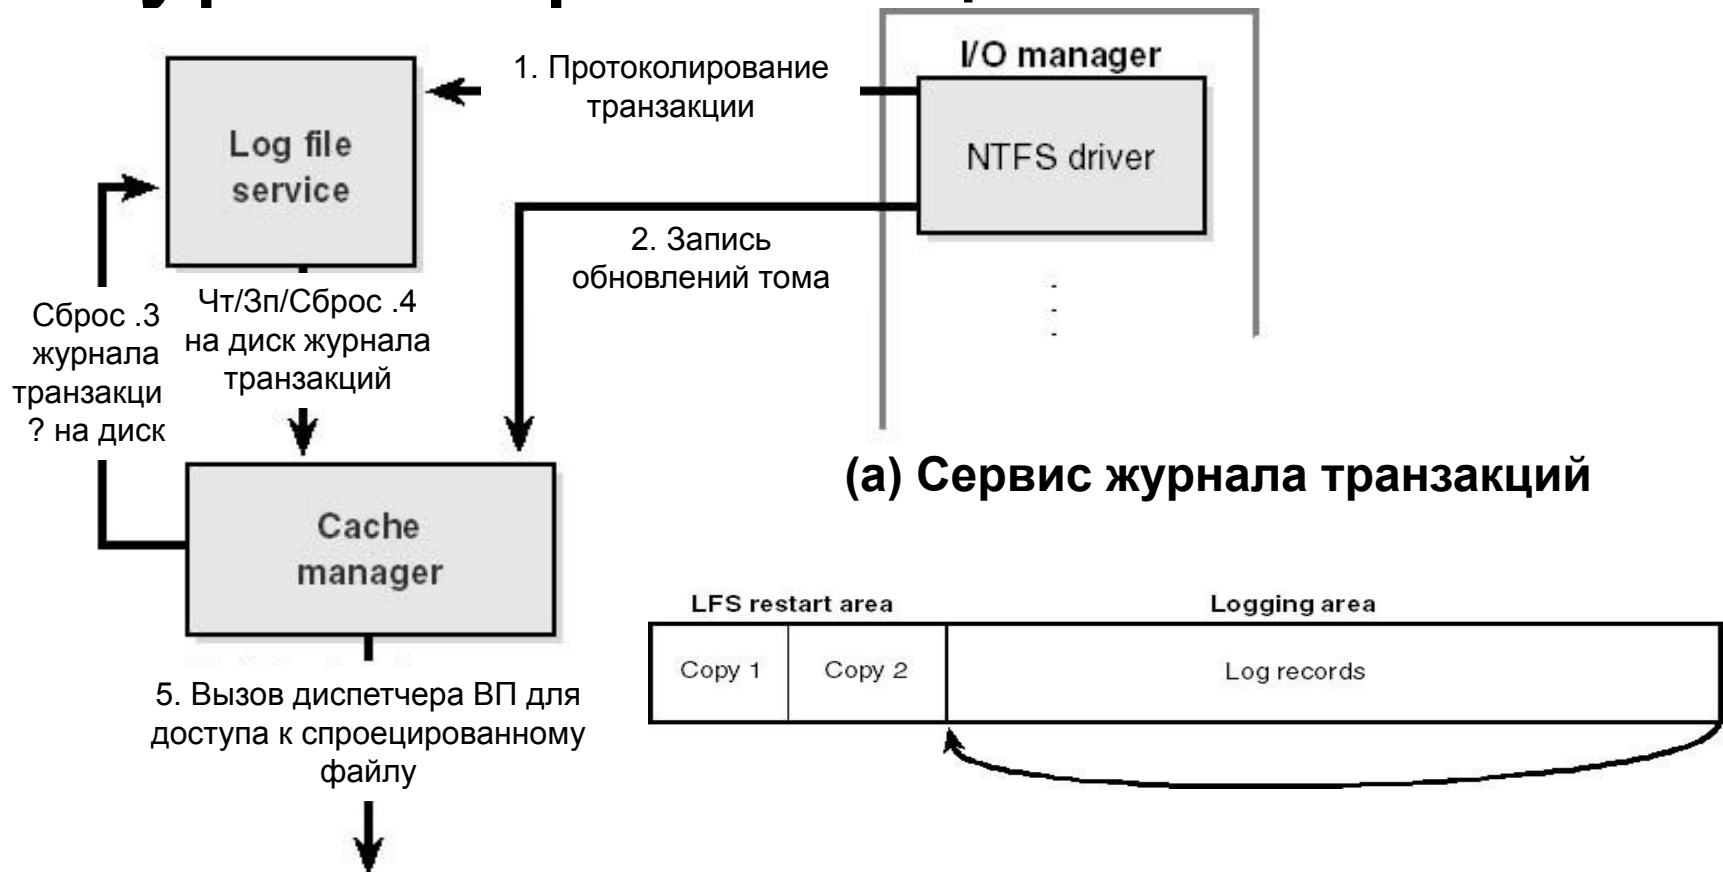 I/O manager
1. Протоколирование
транзакции
NTFS driver
Log file
service
2. Запись
обновлений тома
Сброс .3
журнала
транзакци
? на диск
Чт/Зп/Сброс .4
на диск журнала
транзакций
(а) Сервис журнала транзакций
Cache
manager
LFS restart area
Logging area
Copy 1
Copy 2
Log records
5. Вызов диспетчера ВП для
доступа к спроецированному
файлу